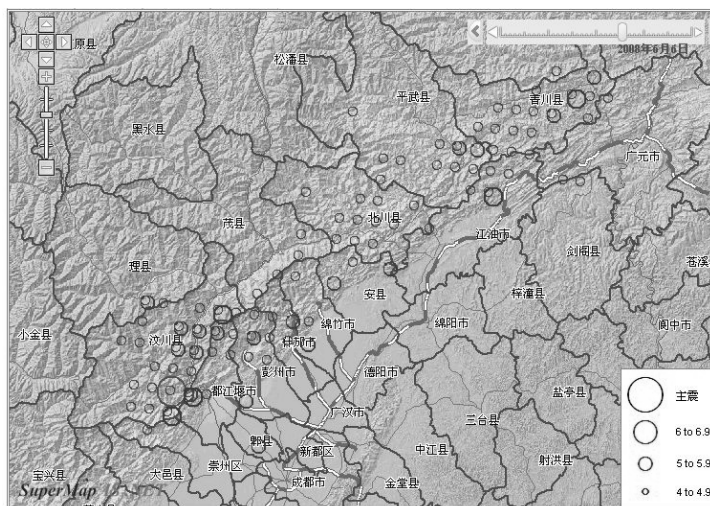 原县
松潘县
2008年6月6日
平武县
青川县
黑水县
广元市
茂县
北川县
江油市
剑阁县
苍溪
理县
安县
梓潼县
小金县
汶川县
绵竹市
绵阳市
阆中市
什邡市
彭州市
德阳市
都江堰市
广汉市
盐亭县
三台县
郫县
新都区
中江县
射洪县
崇州区
宝兴县
大邑县
成都市
金堂县
SuperMap
主震
6 to 6.9
5 to 5.9
4 to 4.9